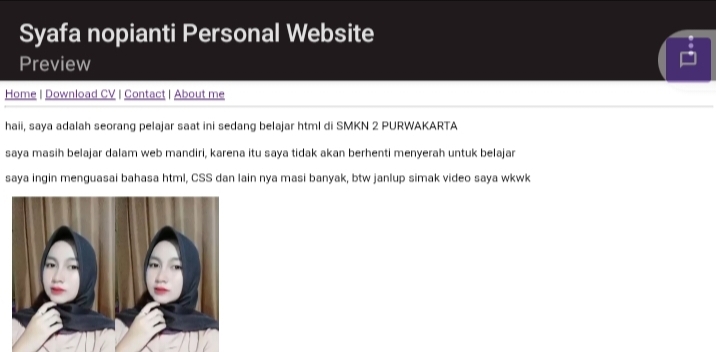 Syafa nopianti Personal Website
Preview
Home | Download CV | Contact | About me
haii, saya adalah seorang pelajar saat ini sedang belajar html di SMKN 2 PURWAKARTA
saya masih belajar dalam web mandiri, karena itu saya tidak akan berhenti menyerah untuk belajar
saya ingin menguasai bahasa html, CSS dan lain nya masi banyak, btw janlup simak video saya wkwk